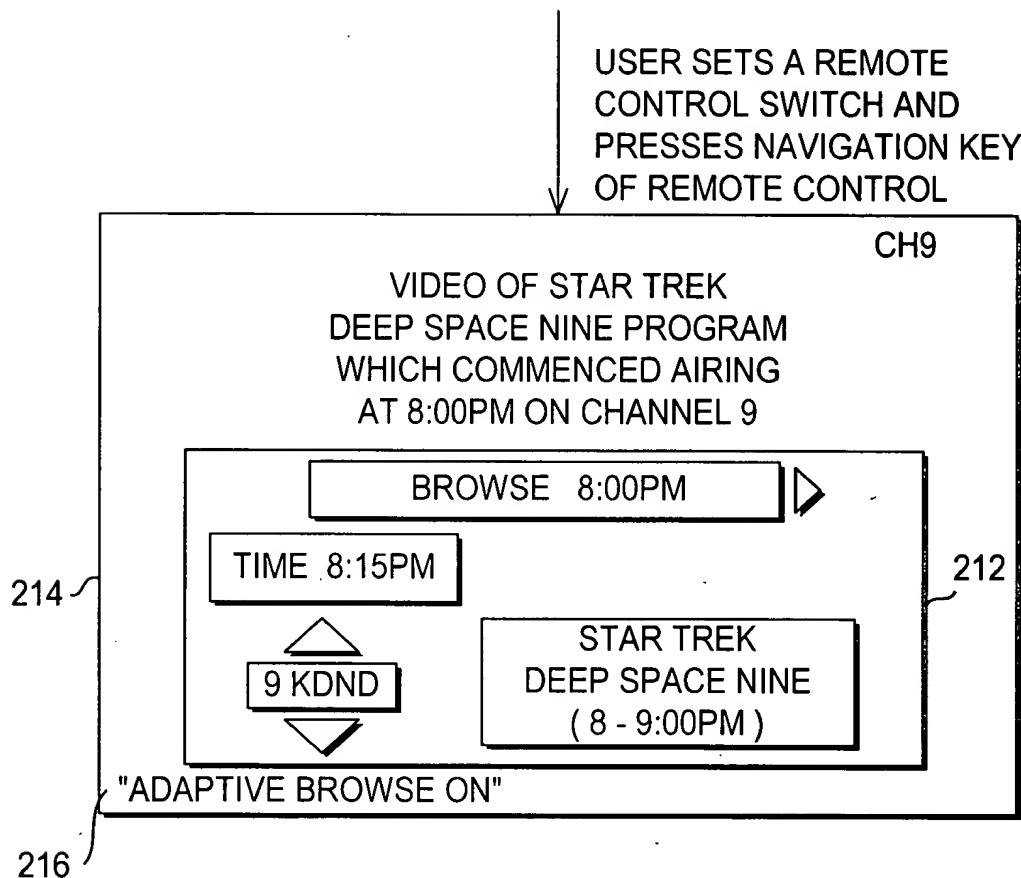 USER SETS A REMOTE
CONTROL SWITCH AND
PRESSES NAVIGATION KEY
OF REMOTE CONTROL
CH9
VIDEO OF STAR TREK
DEEP SPACE NINE PROGRAM
WHICH COMMENCED AIRING
AT 8:00PM ON CHANNEL 9
BROWSE 8:00PM
TIME 8:15PM
214
212
9 KDND
STAR TREK
DEEP SPACE NINE
( 8 - 9:00PM )
"ADAPTIVE BROWSE ON"
216